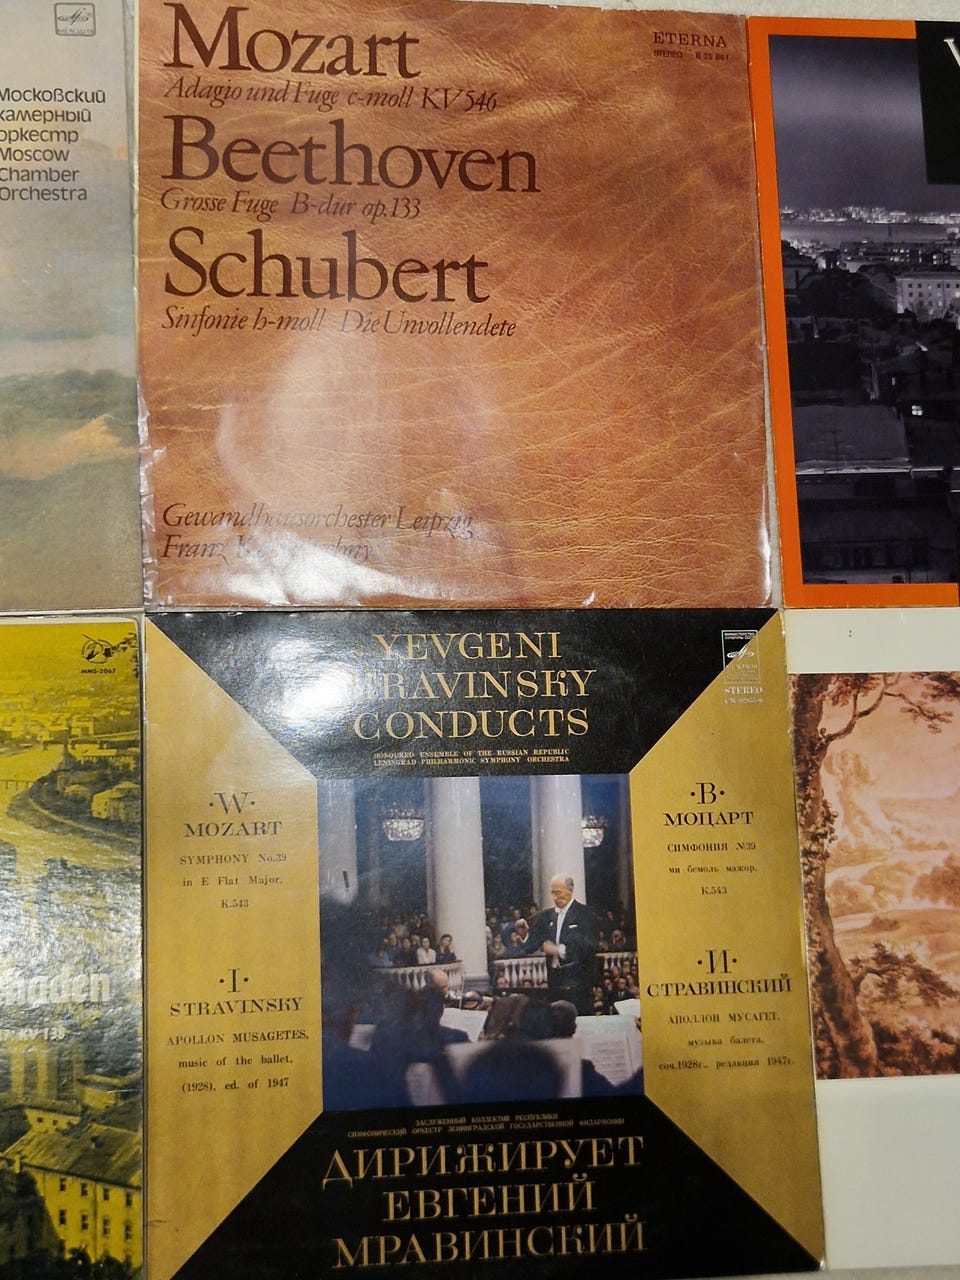 МЕЛОДИЯ
Московский
камерный
оркестр
Moscow
Chamber
Orchestra
Mozart
Adagio und Fuge c-moll KV 546
Beethoven
Grosse Fuge B-dur op. 133
Schubert
Sinfonie h-moll Die Unvollendete
Gewandhausorchester Leipzig
Franz
ETERNA
STEREO
MMS-2067
YEVGENI
MRAVINSKY
CONDUCTS
HONOURED ENSEMBLE OF THE RUSSIAN REPUBLIC
LENINGRAD PHILHARMONIC SYMPHONY ORCHESTRA
STEREO
·W·
MOZART
SYMPHONY No.39
in E Flat Major,
K.543
·I·
STRAVINSKY
APOLLON MUSAGETES,
music of the ballet,
(1928), ed. of 1947
·В·
МОЦАРТ
СИМФОНИЯ №39
ми бемоль мажор,
К.543
·И·
СТРАВИНСКИЙ
АПОЛЛОН МУСАГЕТ,
музыка балета,
соч.1928г., редакция 1947г.
ЗАСЛУЖЕННЫЙ КОЛЛЕКТИВ РЕСПУБЛИКИ
СИМФОНИЧЕСКИЙ ОРКЕСТР ЛЕНИНГРАДСКОЙ ГОСУДАРСТВЕННОЙ ФИЛАРМОНИИ
ДИРИЖИРУЕТ
ЕВГЕНИЙ
МРАВИНСКИЙ